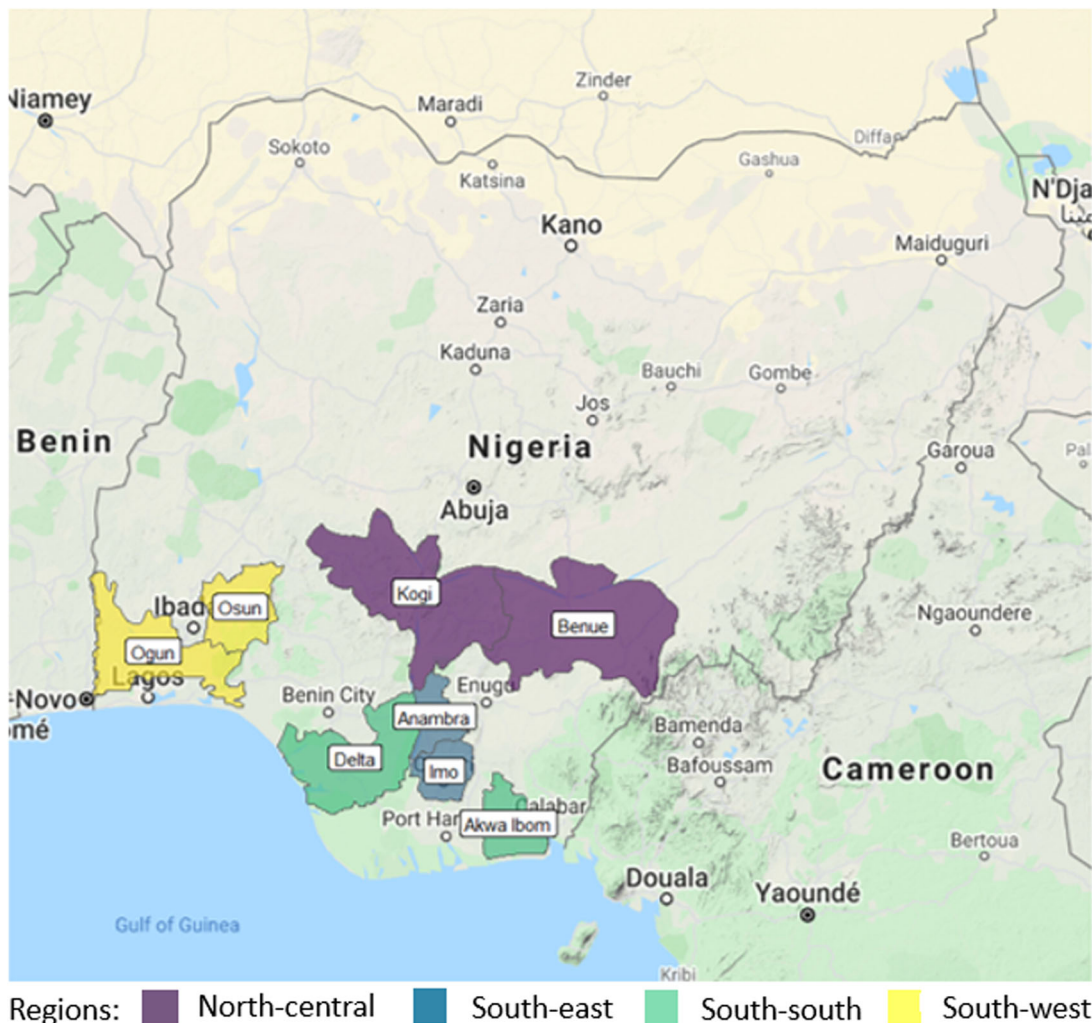 Zinder
Niamey
Maradi
Diffa
Sokoto
Gashua
Katsina
N'Dja
Kano
Maiduguri
Zaria
Kaduna
Bauchi
Gombe
Jos
Benin
Nigeria
Garoua
Pal
Abuja
Kogi
Ibad
Osun
Ngaoundere
Benue
Ogun
Lagos
-Novo
Benin City
Enugu
omé
Anambra
Bamenda
Delta
Imo
Bafoussam
Cameroon
Calabar
Port Har
Akwa Ibom
Bertoua
Douala
Yaoundé
Gulf of Guinea
Kribi
Regions: North-central South-east South-south South-west